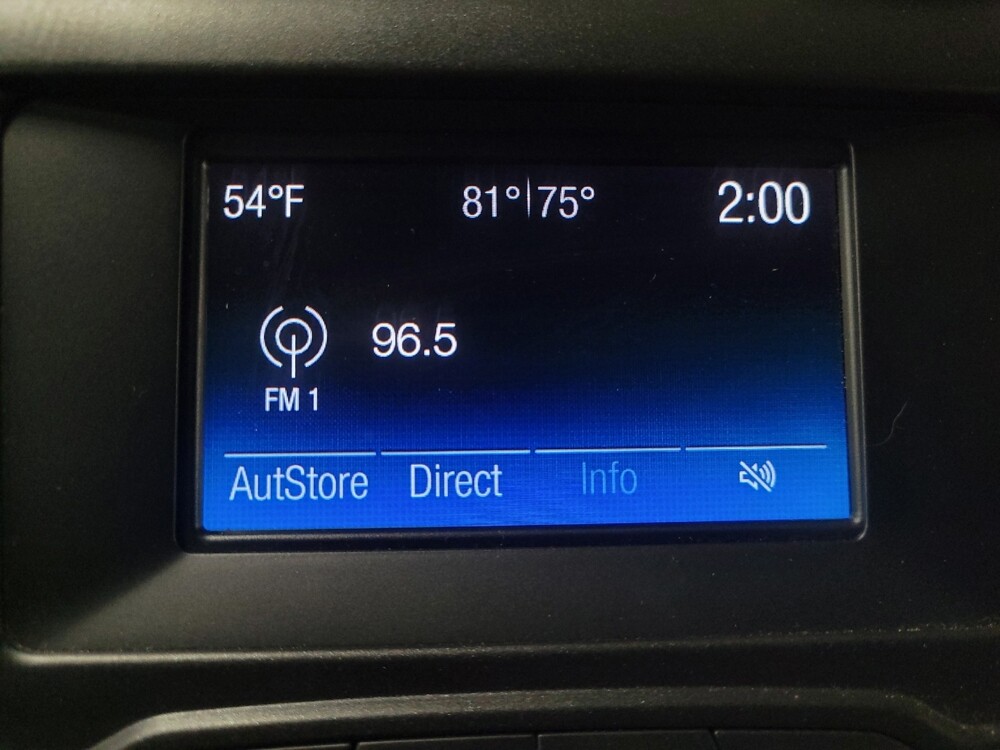 54°F 81°|75° 2:00
96.5
FM 1
AutStore Direct Info